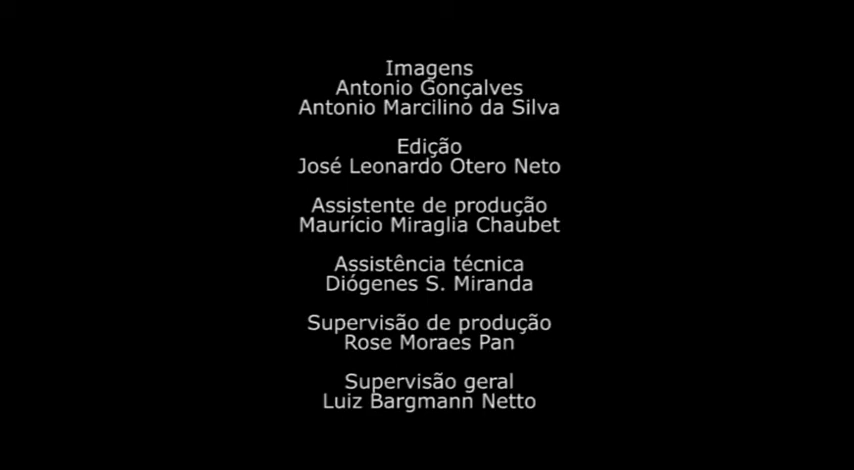 Imagens
Antonio Gonçalves
Antonio Marcilino da Silva
Edição
José Leonardo Otero Neto
Assistente de produção
Maurício Miraglia Chaubet
Assistência técnica
Diógenes S. Miranda
Supervisão de produção
Rose Moraes Pan
Supervisão geral
Luiz Bargmann Netto